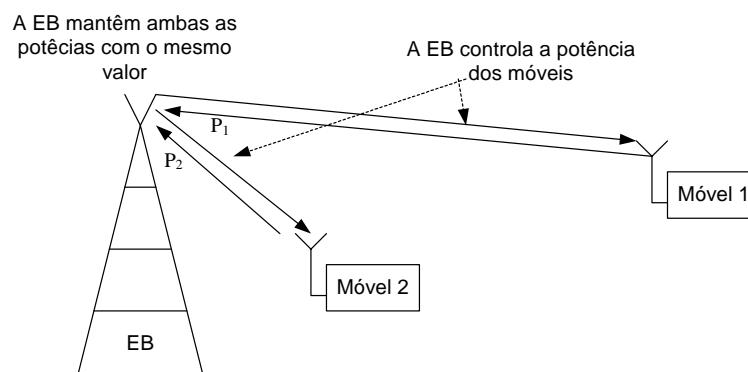 A EB mantêm ambas as
potêcias com o mesmo
valor
A EB controla a potência
dos móveis
P1
P2
Móvel 1
Móvel 2
EB